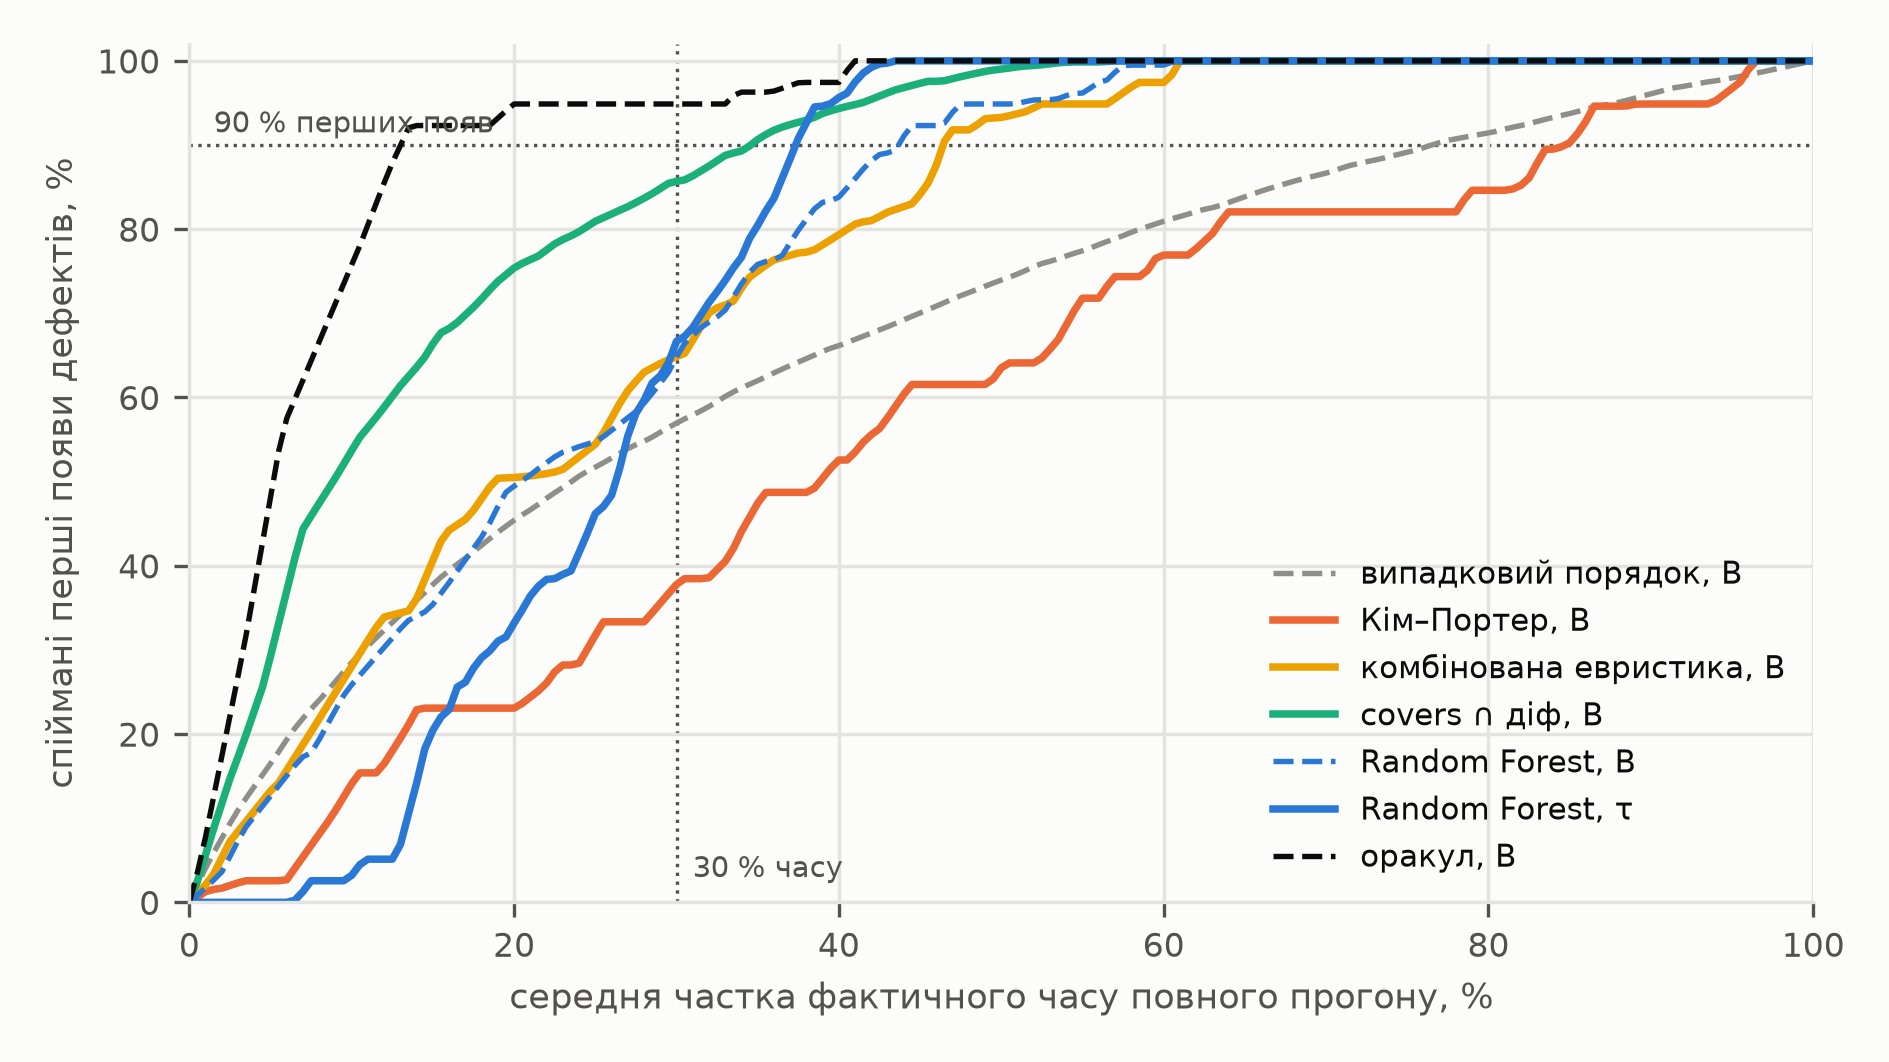 спіймані перші появи дефектів, %
100
80
60
40
20
0
90 % перших появ
30 % часу
випадковий порядок, B
Кім–Портер, B
комбінована евристика, B
covers ∩ діф, B
Random Forest, B
Random Forest, τ
оракул, B
0 20 40 60 80 100
середня частка фактичного часу повного прогону, %